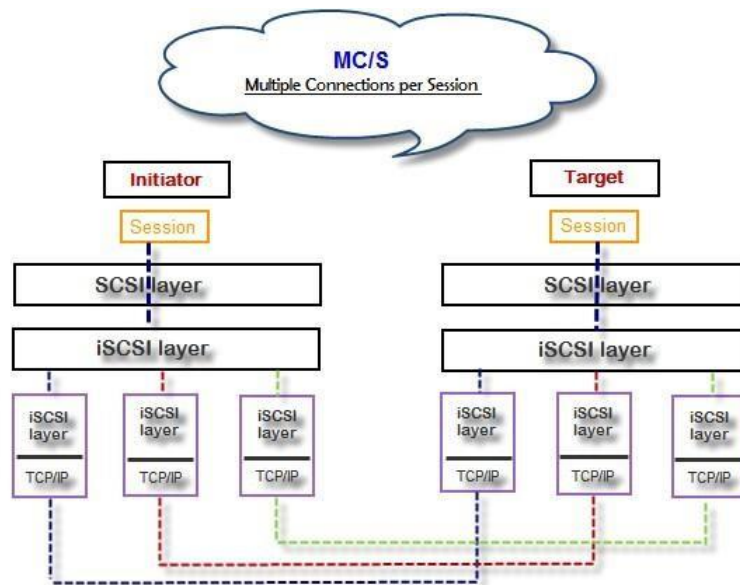 MC/S
Multiple Connections per Session
Initiator
Target
Session
Session
SCSI layer
SCSI layer
iSCSI layer
iSCSI layer
iSCSI
layer
TCP/IP
iSCSI
layer
TCP/IP
iSCSI
layer
TCP/IP
iSCSI
layer
TCP/IP
iSCSI
layer
TCP/IP
iSCSI
layer
TCP/IP